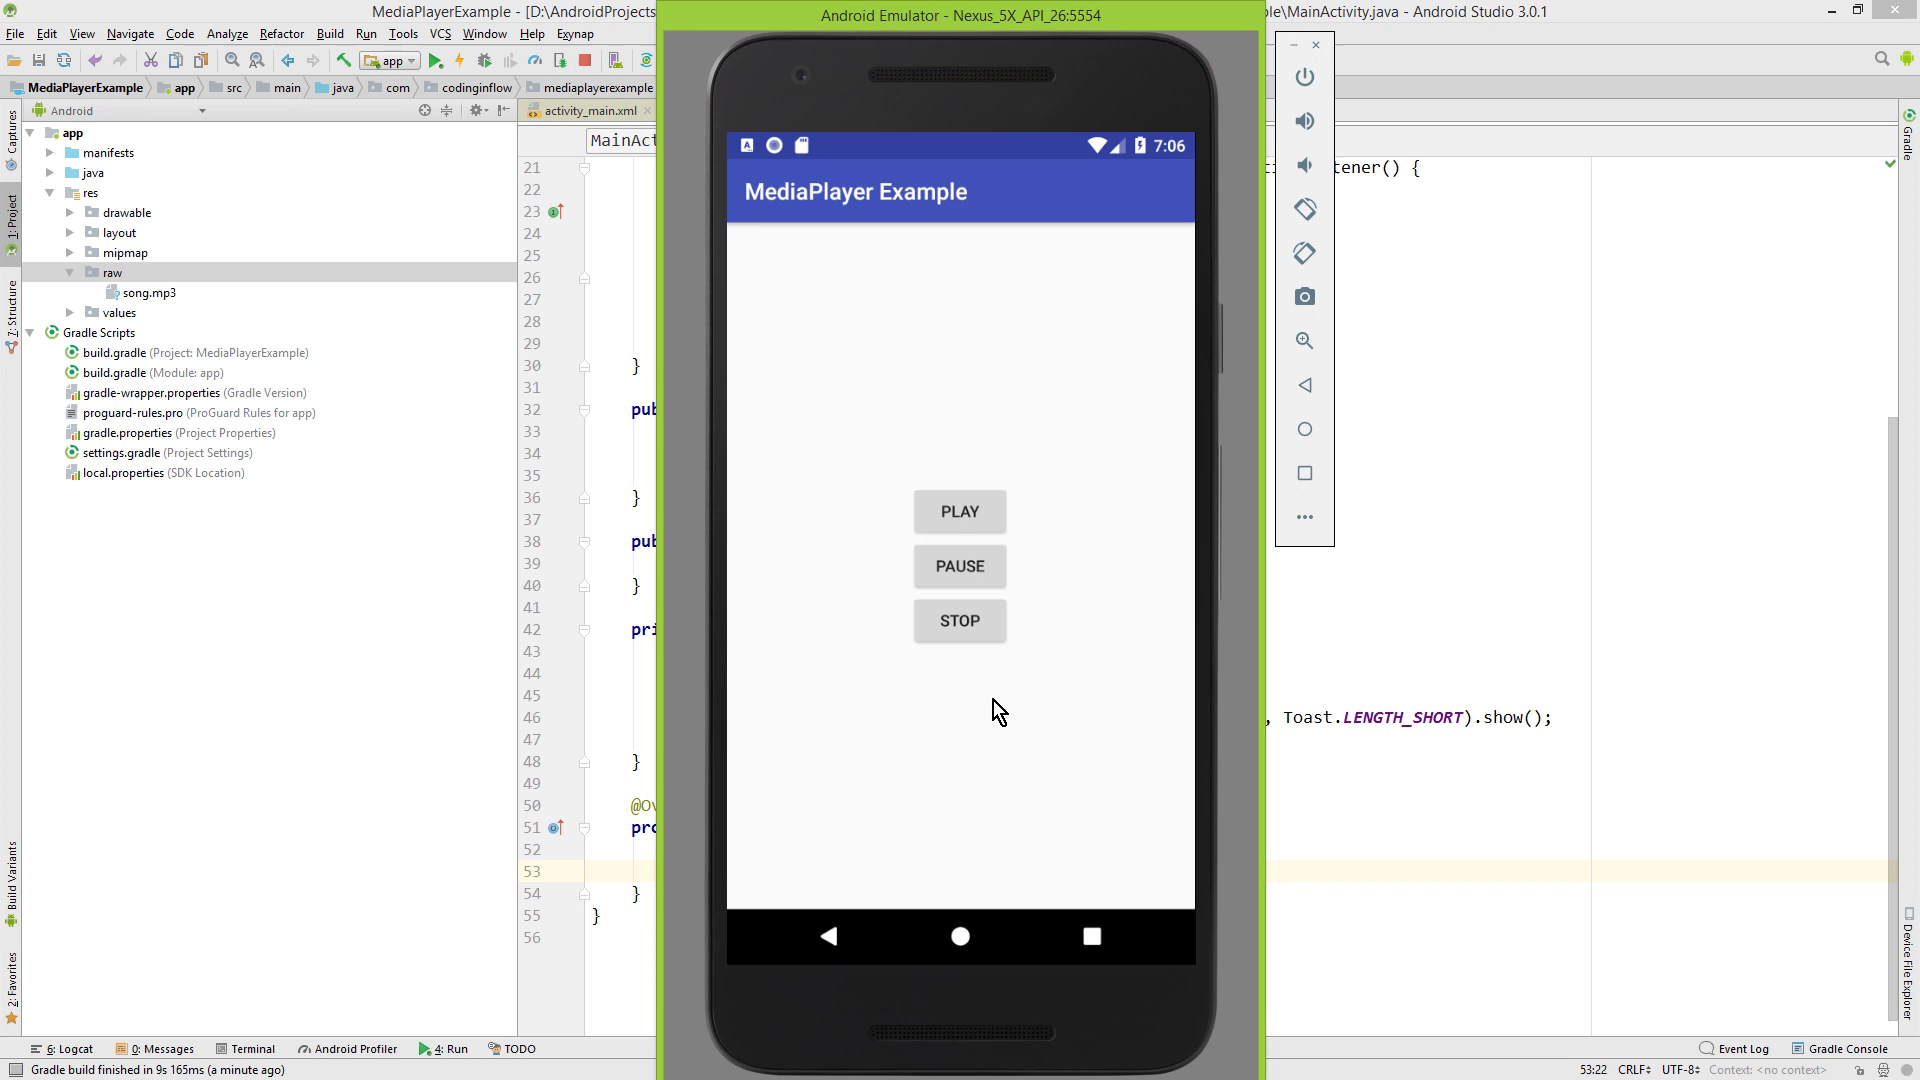 MediaPlayerExample - [D:\AndroidProjects
Android Emulator - Nexus_5X_API_26:5554
le\MainActivity.java - Android Studio 3.0.1
File Edit View Navigate Code Analyze Refactor Build Run Tools VCS Window Help Exynap
app
MediaPlayerExample app src main java com codinginflow mediaplayerexample
Android
activity_main.xml
MainAct
app
manifests
java
res
drawable
layout
mipmap
raw
song.mp3
values
Gradle Scripts
build.gradle (Project: MediaPlayerExample)
build.gradle (Module: app)
gradle-wrapper.properties (Gradle Version)
proguard-rules.pro (ProGuard Rules for app)
gradle.properties (Project Properties)
settings.gradle (Project Settings)
local.properties (SDK Location)
Captures
1: Project
7: Structure
Build Variants
2: Favorites
21
22
23
24
25
26
27
28
29
30 }
31
32 pub
33
34
35
36 }
37
38 pub
39
40 }
41
42 pri
43
44
45
46
47
48 }
49
50 @Ov
51 pro
52
53
54 }
55 }
56
7:06
MediaPlayer Example
PLAY
PAUSE
STOP
tener() {
, Toast.LENGTH_SHORT).show();
Gradle
Device File Explorer
6: Logcat 0: Messages Terminal Android Profiler 4: Run TODO
Event Log Gradle Console
Gradle build finished in 9s 165ms (a minute ago)
53:22 CRLF UTF-8 Context: <no context>